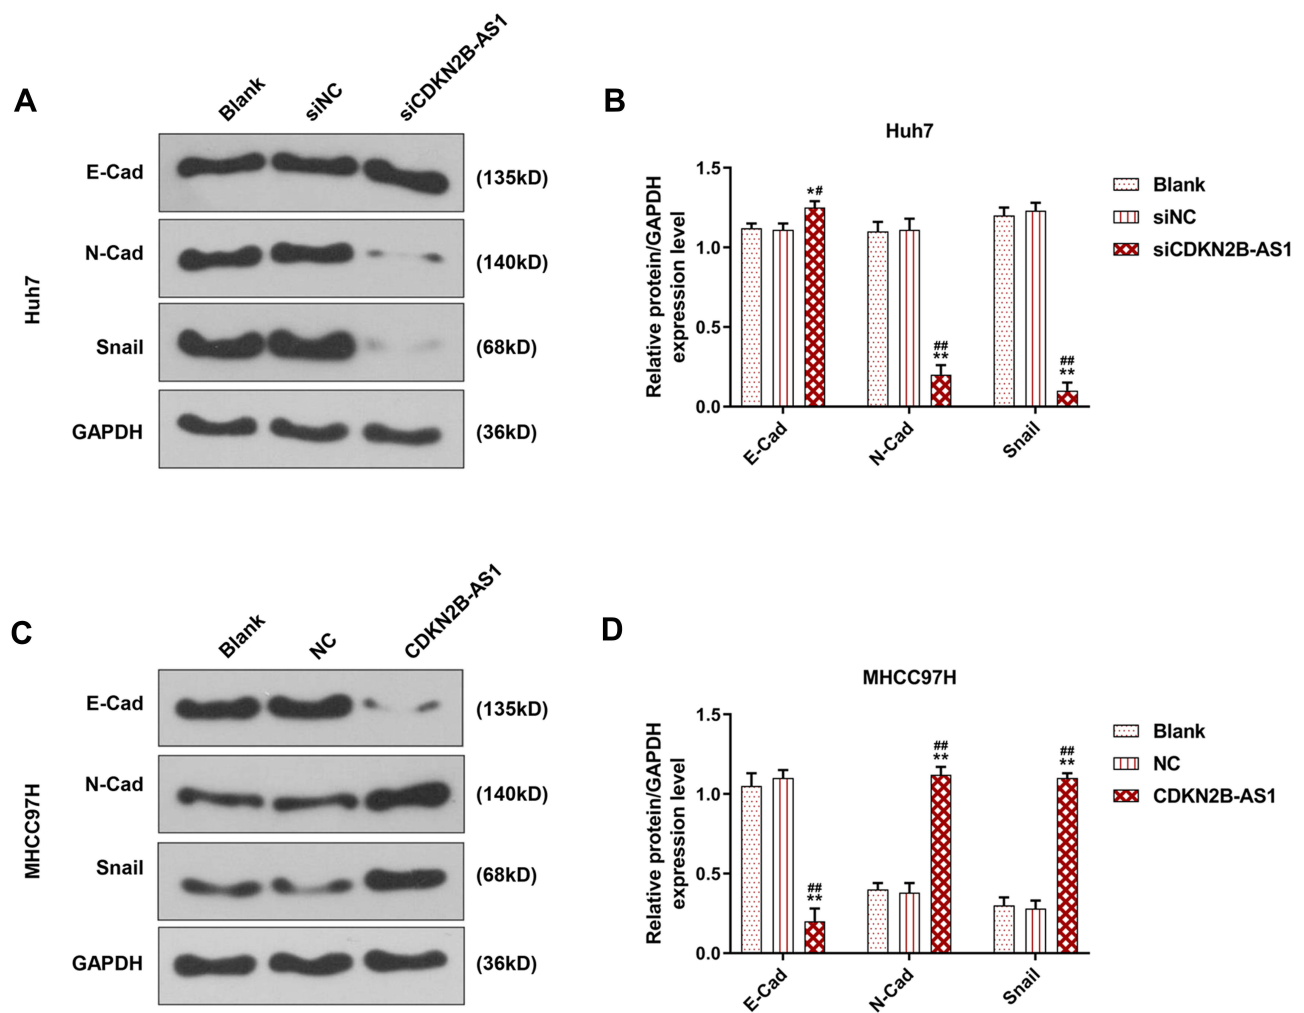 A
Blank
siNC
siCDKN2B-AS1
Huh7
E-Cad
(135kD)
N-Cad
(140kD)
Snail
(68kD)
GAPDH
(36kD)
B
Huh7
Relative protein/GAPDH
expression level
1.5
1.0
0.5
0.0
*#
##
**
##
**
E-Cad
N-Cad
Snail
Blank
siNC
siCDKN2B-AS1
C
Blank
NC
CDKN2B-AS1
MHCC97H
E-Cad
(135kD)
N-Cad
(140kD)
Snail
(68kD)
GAPDH
(36kD)
D
MHCC97H
Relative protein/GAPDH
expression level
1.5
1.0
0.5
0.0
##
**
##
**
##
**
E-Cad
N-Cad
Snail
Blank
NC
CDKN2B-AS1